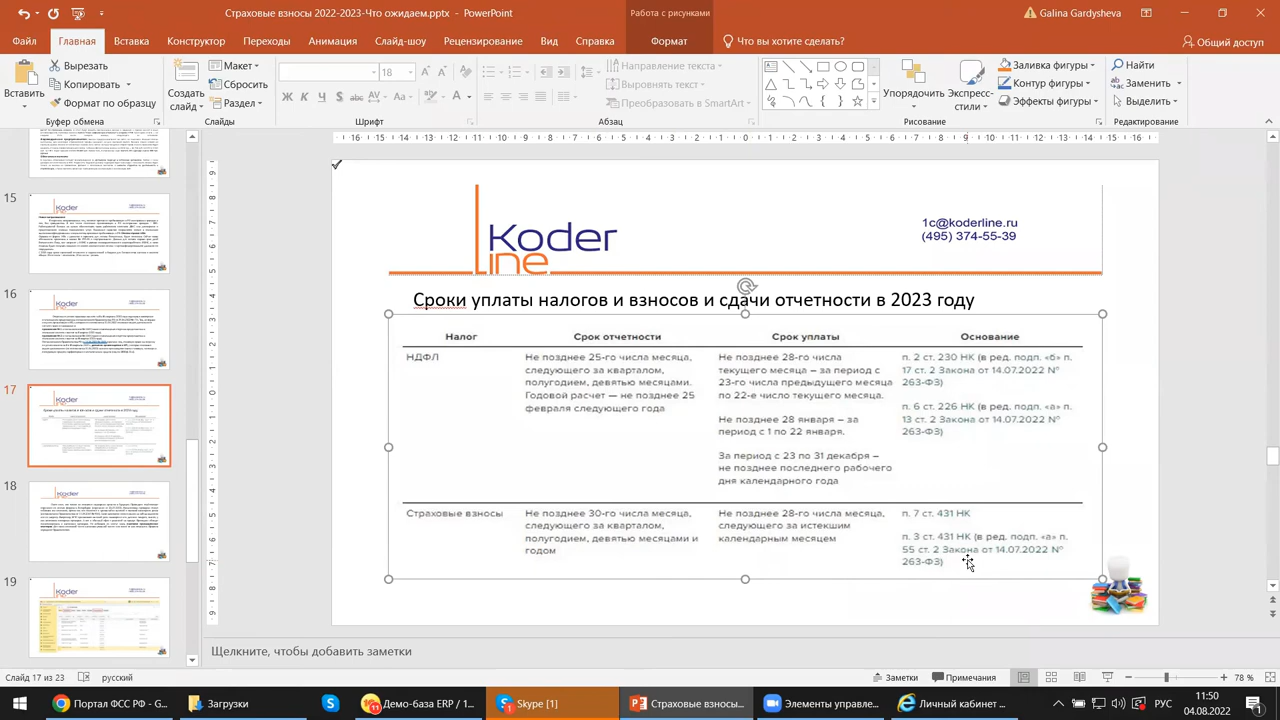 Страховые взносы 2022-2023-Что ожидаем.pptx - PowerPoint
Работа с рисунками
Galina Gardysheva
Файл Главная Вставка Конструктор Переходы Анимация Слайд-шоу Рецензирование Вид Справка Формат Что вы хотите сделать? Общий доступ
Вставить
Вырезать
Копировать
Формат по образцу
Буфер обмена
Создать слайд
Макет
Сбросить
Раздел
Слайды
18
Шрифт
Направление текста
Выровнять текст
Преобразовать в SmartArt
Абзац
Упорядочить
Экспресс-стили
Заливка фигуры
Контур фигуры
Эффекты фигуры
Рисование
Найти
Заменить
Выделить
Редактирование
15
16
17
18
19
Koder
line
1c@koderline.ru
(495) 374-55-39
Сроки уплаты налогов и взносов и сдачи отчетности в 2023 году
Налог Срок отчетности Срок уплаты Основание
НДФЛ
Не позднее 25-го числа месяца,
следующего за кварталом,
полугодием, девятью месяцами.
Годовой расчет — не позднее 25
февраля следующего года
Не позднее 28-го числа
текущего месяца – за период с
23-го числа предыдущего месяца
по 22-е число текущего месяца.
Не позднее 28 января – за
период с 1 по 22 января.
За период с 23 по 31 декабря –
не позднее последнего рабочего
дня календарного года
п. 2 ст. 230 НК (в ред. подп. «б» п.
17 ст. 2 Закона от 14.07.2022 №
263-ФЗ)
п. 6 ст. 226 НК (в ред. подп. «а» п.
13 ст. 2 Закона от 14.07.2022 №
263-ФЗ)
Страховые взносы
Не позднее 30-го числа месяца,
следующего за кварталом,
полугодием, девятью месяцами и
годом
Не позднее 28-го числа месяца,
следующего за истекшим
календарным месяцем
п. 7 ст. 431 НК
п. 3 ст. 431 НК (в ред. подп. «а» п.
55 ст. 2 Закона от 14.07.2022 №
263-ФЗ)
Щелкните, чтобы добавить заметки
Слайд 17 из 23 русский Заметки Примечания 78 %
Портал ФСС РФ - G... Загрузки Демо-база ERP / 1... Skype [1] Страховые взносы... Элементы управле... Личный кабинет ... РУС
11:50
04.08.2022